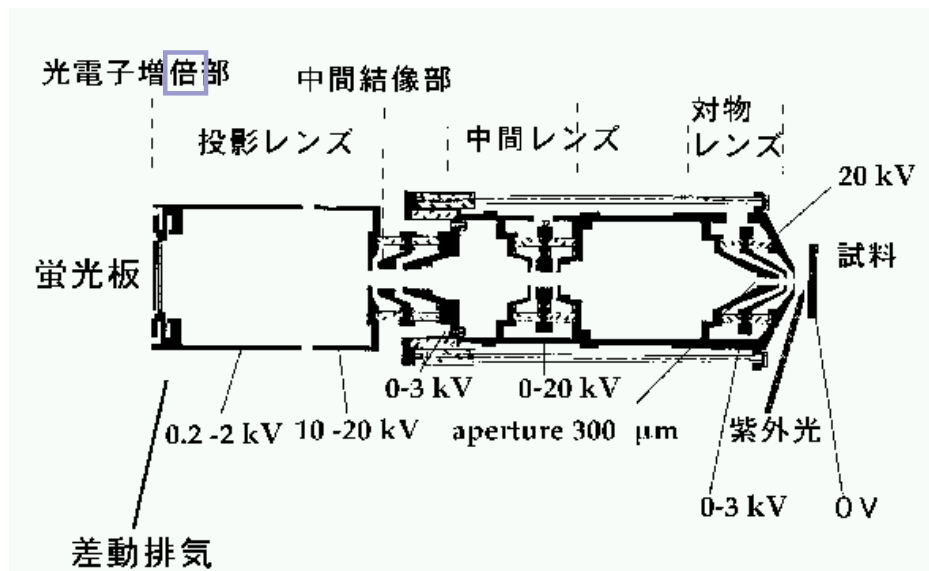 光電子増倍部
中間結像部
投影レンズ
中間レンズ
対物
レンズ
20 kV
試料
蛍光板
0-3 kV
0-20 kV
0.2 -2 kV
10 -20 kV
aperture 300 μm
紫外光
0-3 kV
0 V
差動排気